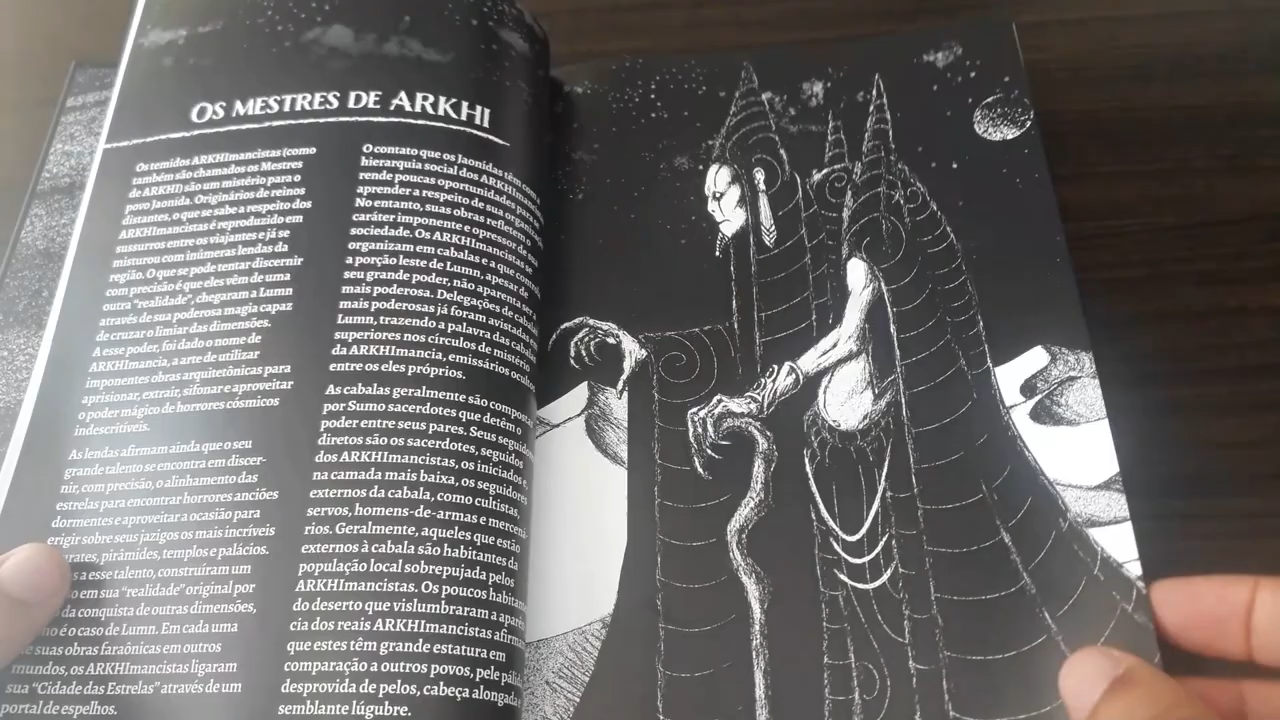 Os mestres de ARKHI
Os temidos ARKHImancistas (como
também são chamados os Mestres
de ARKHI) são um mistério para o
povo Jaonida. Originários de reinos
distantes, o que se sabe a respeito dos
ARKHImancistas é reproduzido em
sussurros entre os viajantes e já se
misturou com inúmeras lendas da
região. O que se pode tentar discernir
com precisão é que eles vêm de uma
outra “realidade”, chegaram a Lumn
através de sua poderosa magia capaz
de cruzar o limiar das dimensões.
A esse poder, foi dado o nome de
ARKHImancia, a arte de utilizar
imponentes obras arquitetônicas para
aprisionar, extrair, sifonar e aproveitar
o poder mágico de horrores cósmicos
indescritíveis.
As lendas afirmam ainda que o seu
grande talento se encontra em discer-
nir, com precisão, o alinhamento das
estrelas para encontrar horrores anciões
dormentes e aproveitar a ocasião para
erigir sobre seus jazigos os mais incríveis
pirâmides, templos e palácios.
a esse talento, construíram um
em sua “realidade” original por
da conquista de outras dimensões,
é o caso de Lumn. Em cada uma
suas obras faraônicas em outros
mundos, os ARKHImancistas ligaram
sua “Cidade das Estrelas” através de um
portal de espelhos.
O contato que os Jaonidas têm com
hierarquia social dos
rende poucas oportunidades para
aprender a respeito de sua
No entanto, suas obras refletem o
caráter imponente e opressor de sua
sociedade. Os ARKHImancistas se
organizam em cabalas e a que
a porção leste de Lumn, apesar de
seu grande poder, não aparenta ser a
mais poderosa. Delegações de
mais poderosas já foram avistadas
Lumn, trazendo a palavra das cabalas
superiores nos círculos de mistério
da ARKHImancia, emissários ocultos
entre os eles próprios.
As cabalas geralmente são
por Sumo sacerdotes que detêm o
poder entre seus pares. Seus
diretos são os sacerdotes, seguidos
dos ARKHImancistas, os iniciados e,
na camada mais baixa, os seguidores
externos da cabala, como cultistas,
servos, homens-de-armas e mercená-
rios. Geralmente, aqueles que estão
externos à cabala são habitantes da
população local sobrepujada pelos
ARKHImancistas. Os poucos
do deserto que vislumbraram a aparên-
cia dos reais ARKHImancistas
que estes têm grande estatura em
comparação a outros povos, pele pálida
desprovida de pelos, cabeça alongada
semblante lúgubre.